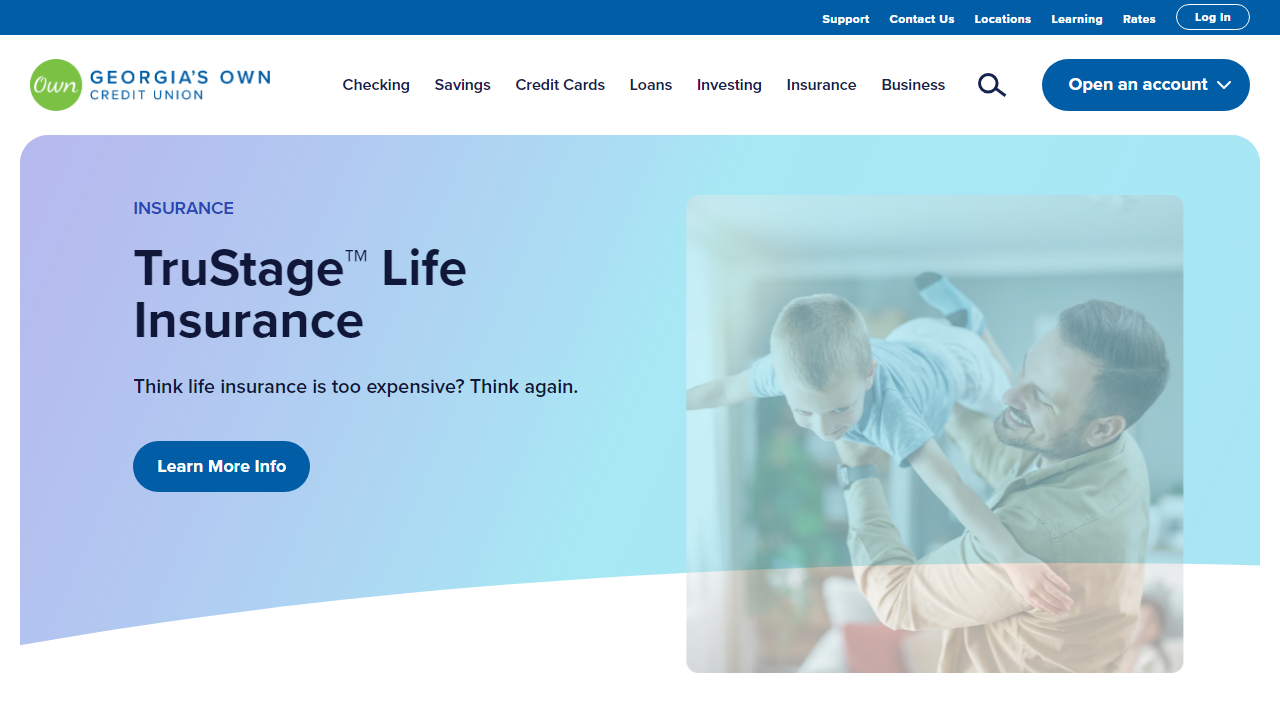 Support Contact Us Locations Learning Rates Log In
Own GEORGIA'S OWN
CREDIT UNION
Checking Savings Credit Cards Loans Investing Insurance Business Open an account
INSURANCE
TruStage™ Life
Insurance
Think life insurance is too expensive? Think again.
Learn More Info